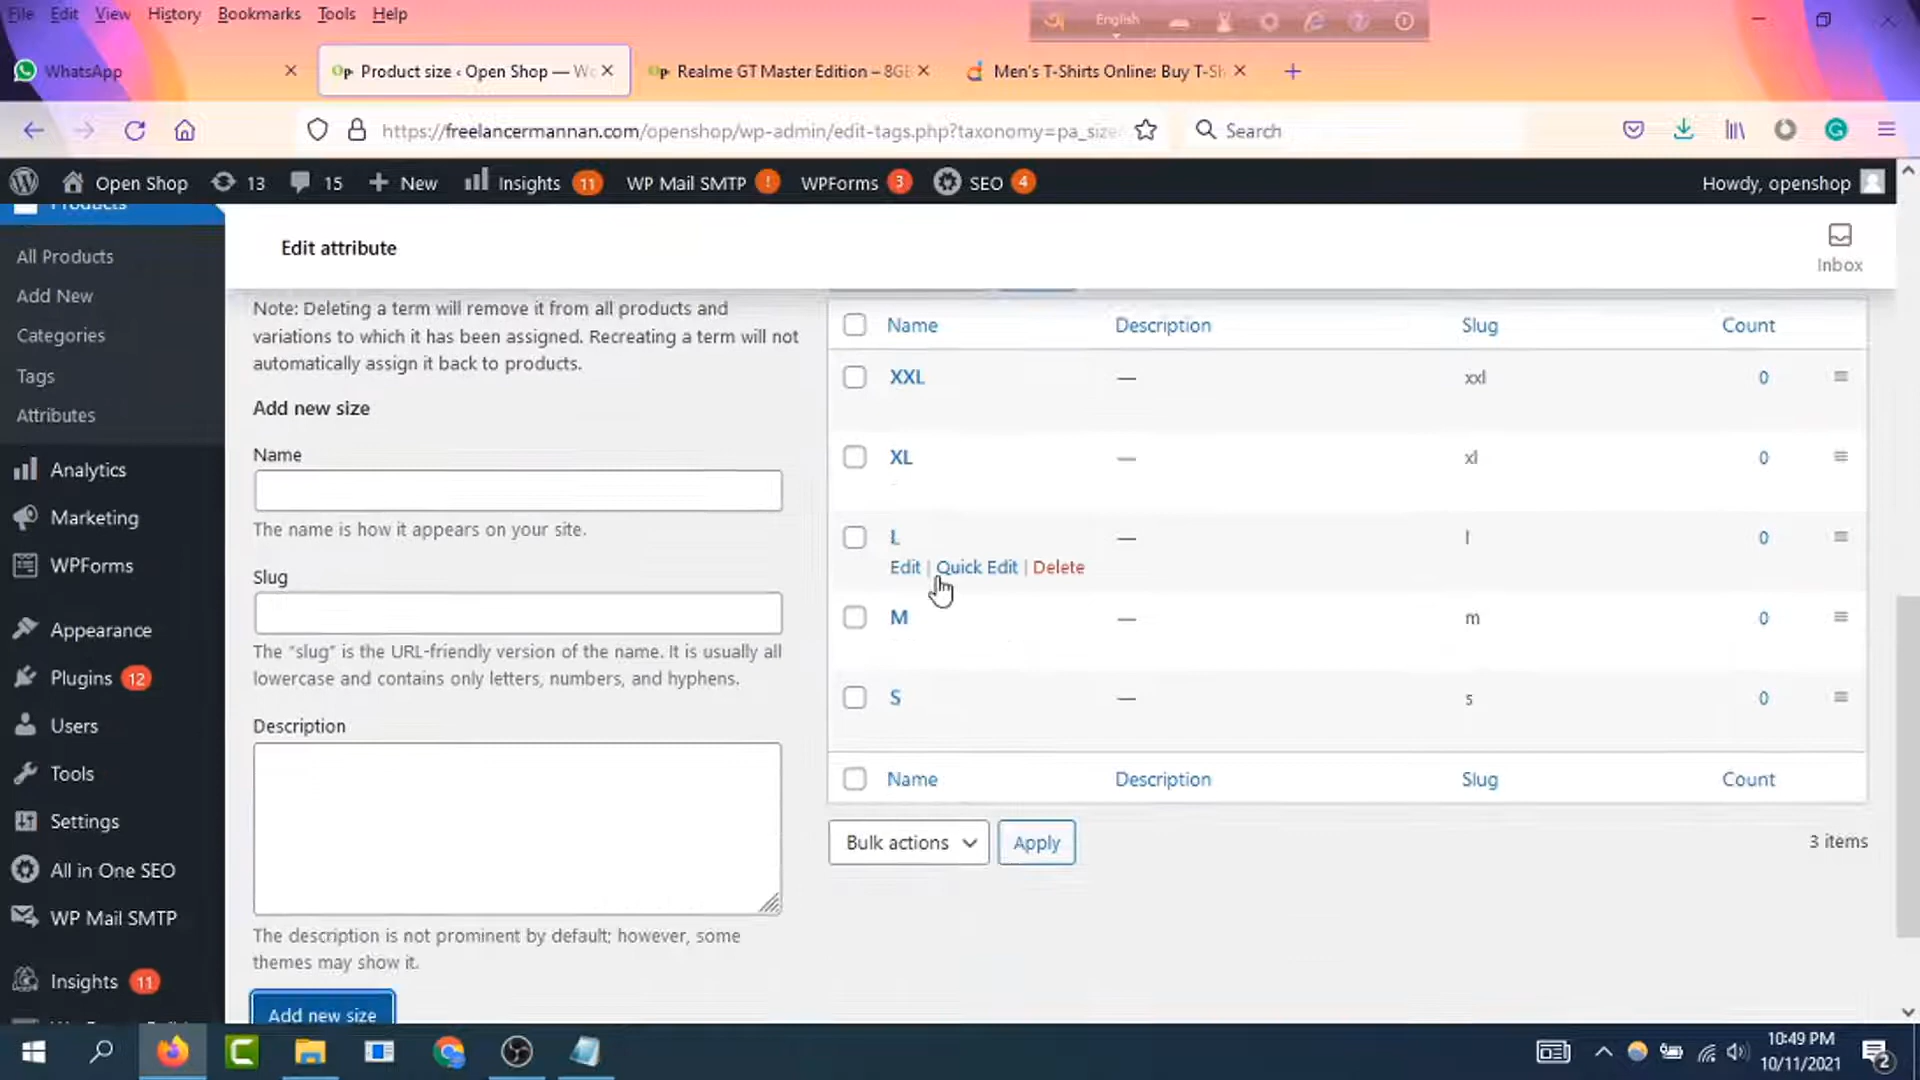 File Edit View History Bookmarks Tools Help
English
WhatsApp
Product size ‹ Open Shop — Wo
Realme GT Master Edition – 8GB
Men's T-Shirts Online: Buy T-Sh
https://freelancermannan.com/openshop/wp-admin/edit-tags.php?taxonomy=pa_size
Search
Open Shop 13 15 New Insights 11 WP Mail SMTP ! WPForms 3 SEO 4 Howdy, openshop
Products
All Products
Add New
Categories
Tags
Attributes
Analytics
Marketing
WPForms
Appearance
Plugins 12
Users
Tools
Settings
All in One SEO
WP Mail SMTP
Insights 11
Edit attribute
Inbox
Note: Deleting a term will remove it from all products and
variations to which it has been assigned. Recreating a term will not
automatically assign it back to products.
Add new size
Name
The name is how it appears on your site.
Slug
The “slug” is the URL-friendly version of the name. It is usually all
lowercase and contains only letters, numbers, and hyphens.
Description
The description is not prominent by default; however, some
themes may show it.
Add new size
Name Description Slug Count
XXL — xxl 0
XL — xl 0
L — l 0
Edit | Quick Edit | Delete
M — m 0
S — s 0
Name Description Slug Count
Bulk actions Apply 3 items
10:49 PM
10/11/2021
2